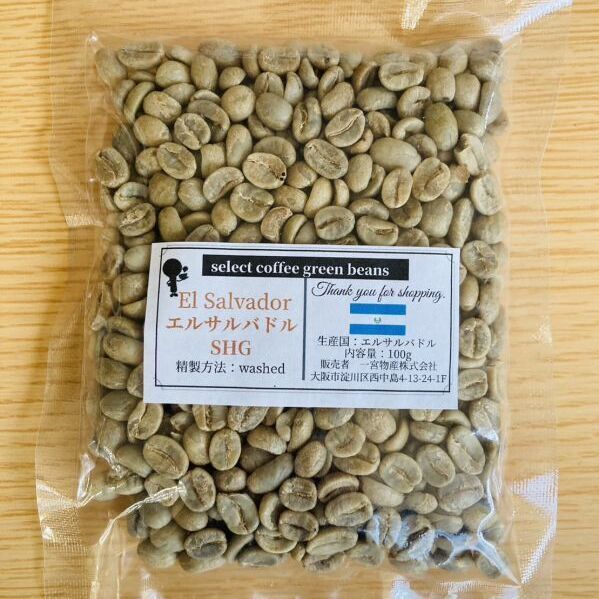 select coffee green beans
El Salvador
エルサルバドル
SHG
精製方法：washed
Thank you for shopping.
生産国：エルサルバドル
内容量：100g
販売者　一宮物産株式会社
大阪市淀川区西中島4-13-24-1F